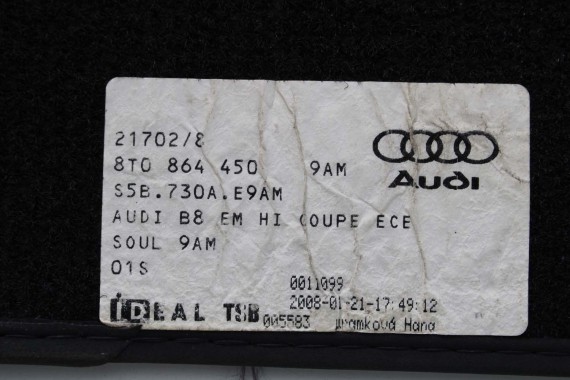 21702/8
8T0 864 450 9AM
Audi
S5B.730A.E9AM
AUDI B8 EM HI COUPE ECE
SOUL 9AM
01S
0011099
2008-01-21-17:49:12
iDEAL TSB 005583 Hana